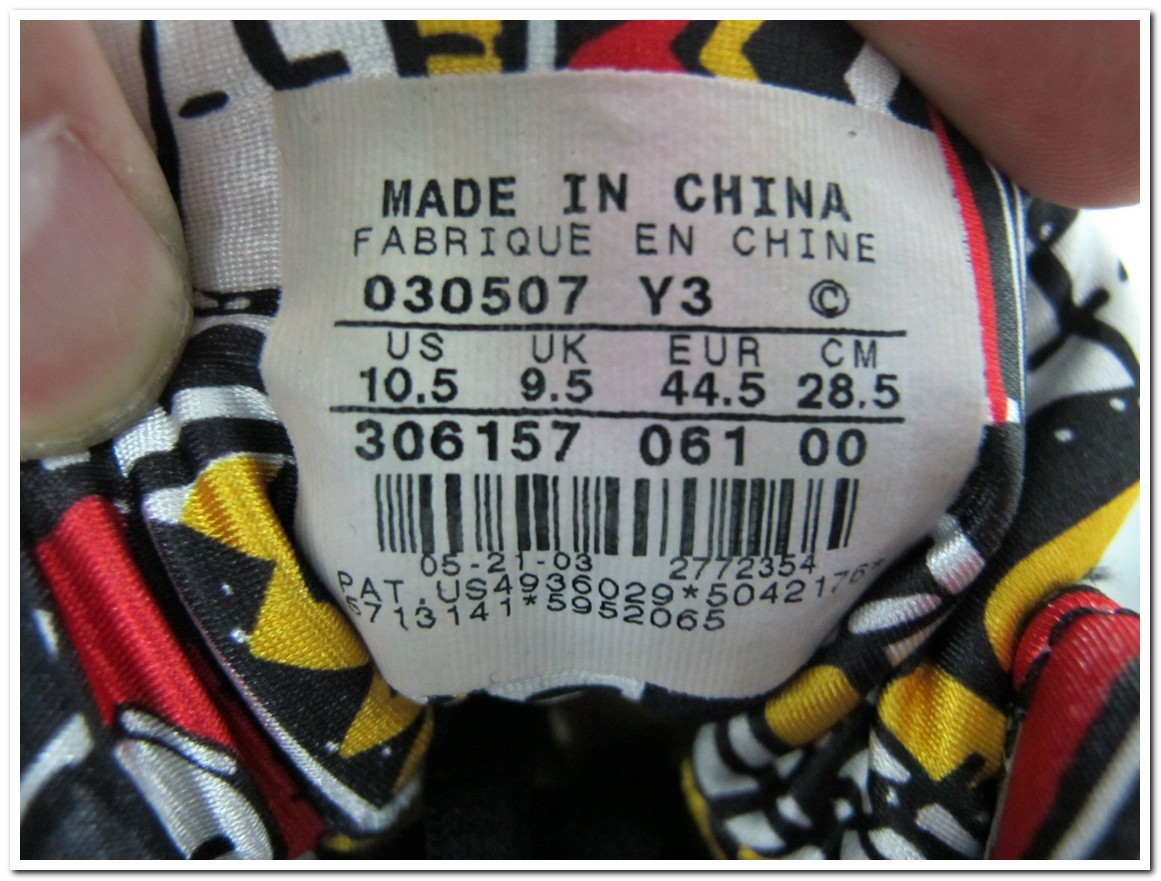 MADE IN CHINA
FABRIQUE EN CHINE
030507 Y3 ©
US UK EUR CM
10.5 9.5 44.5 28.5
306157 061 00
05-21-03 2772354
PAT.US4936029*5042176*
6713141*5952065